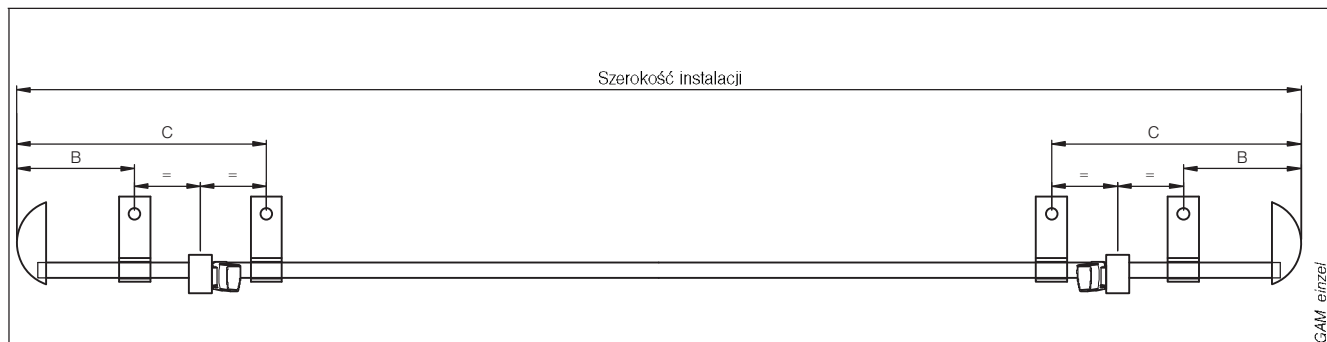 Szerokość instalacji
C
C
B
B
=
=
=
=
GAM einzel